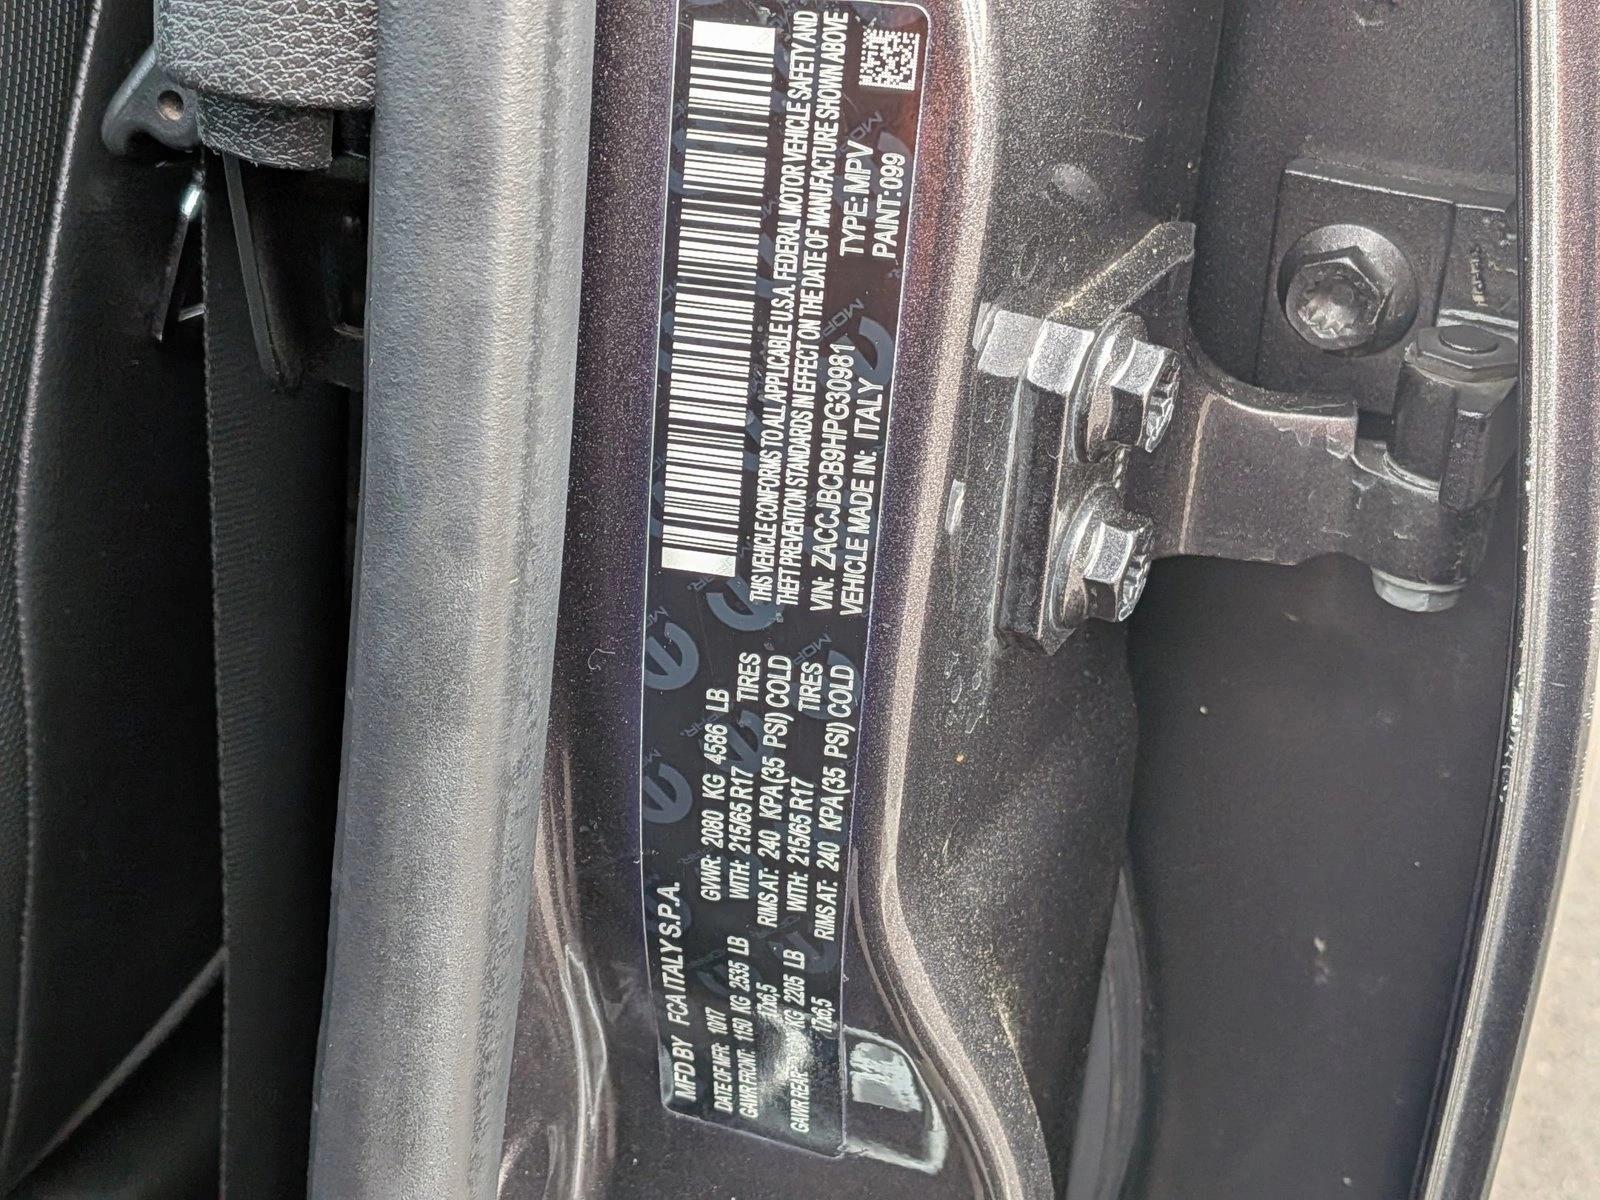 MFD BY FCA ITALY S.P.A.
DATE OF MFR: 10/17 GVWR: 2080 KG 4586 LB
GAWR FRONT: 1150 KG 2535 LB WITH: 215/65 R17 TIRES
17x6,5 RIMS AT: 240 KPA(35 PSI) COLD
GAWR REAR KG 2205 LB WITH: 215/65 R17 TIRES
17x6,5 RIMS AT: 240 KPA(35 PSI) COLD
THIS VEHICLE CONFORMS TO ALL APPLICABLE U.S.A. FEDERAL MOTOR VEHICLE SAFETY AND
THEFT PREVENTION STANDARDS IN EFFECT ON THE DATE OF MANUFACTURE SHOWN ABOVE
VIN: ZACCJBCB9HPG30981 TYPE: MPV
VEHICLE MADE IN: ITALY PAINT: 099